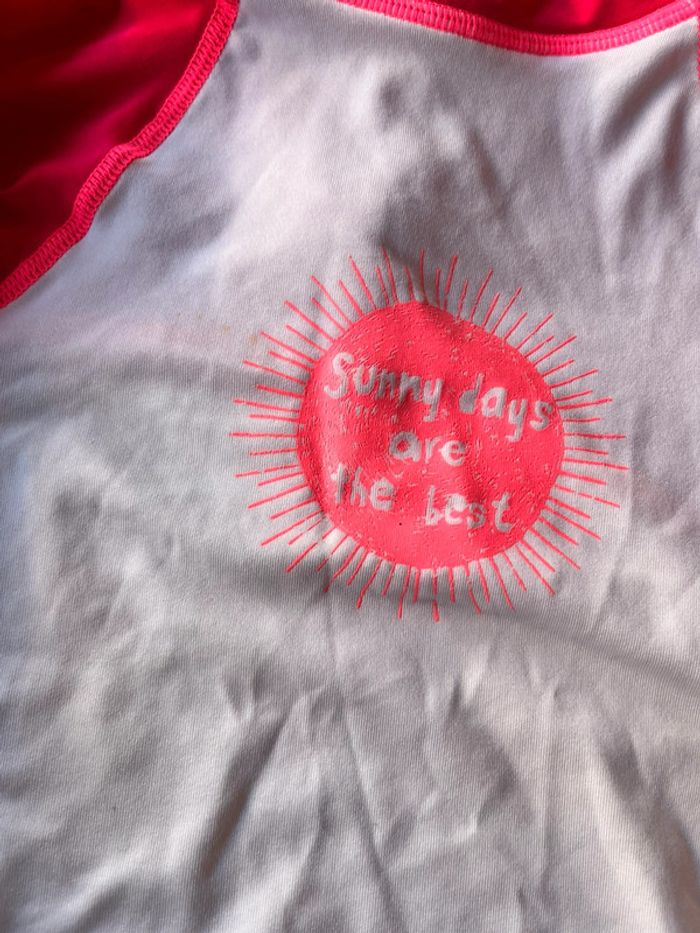 Sunny days
are
the best